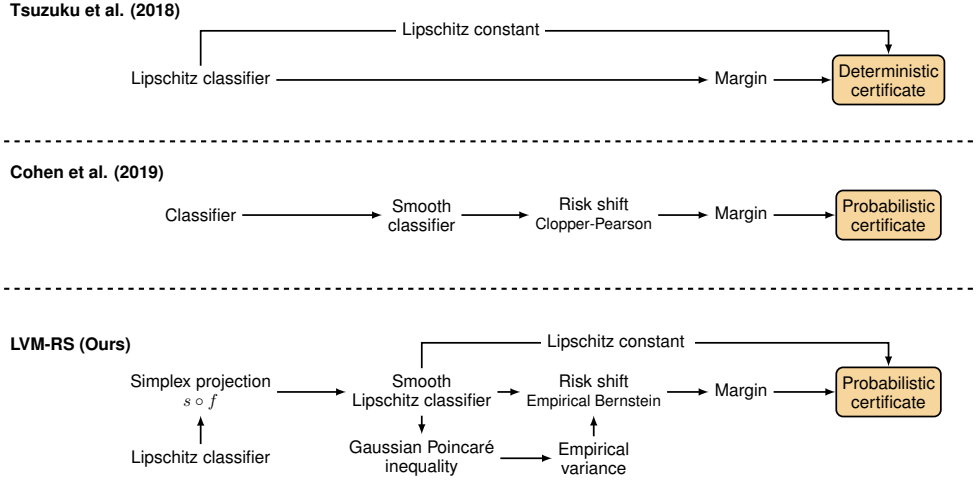 Tsuzuku et al. (2018)
Lipschitz constant
Lipschitz classifier
Margin
Deterministic
certificate
Cohen et al. (2019)
Classifier
Smooth
classifier
Risk shift
Clopper-Pearson
Margin
Probabilistic
certificate
LVM-RS (Ours)
Lipschitz constant
Simplex projection
s ∘ f
Smooth
Lipschitz classifier
Risk shift
Empirical Bernstein
Margin
Probabilistic
certificate
Lipschitz classifier
Gaussian Poincaré
inequality
Empirical
variance